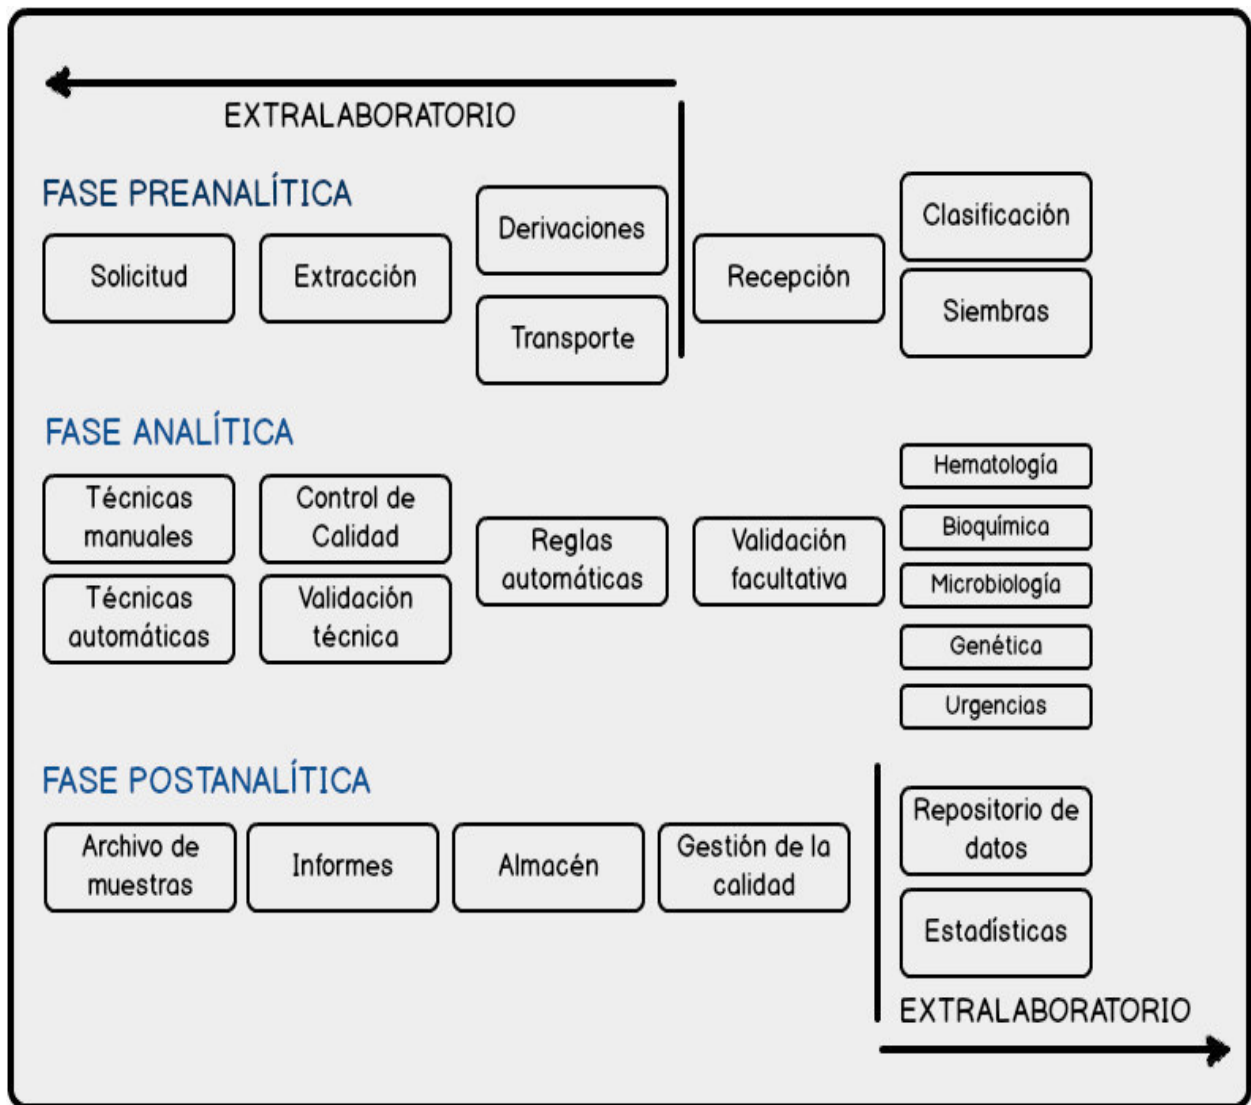 EXTRALABORATORIO
FASE PREANALÍTICA
Solicitud
Extracción
Derivaciones
Transporte
Recepción
Clasificación
Siembras
FASE ANALÍTICA
Técnicas
manuales
Técnicas
automáticas
Control de
Calidad
Validación
técnica
Reglas
automáticas
Validación
facultativa
Hematología
Bioquímica
Microbiología
Genética
Urgencias
FASE POSTANALÍTICA
Archivo de
muestras
Informes
Almacén
Gestión de la
calidad
Repositorio de
datos
Estadísticas
EXTRALABORATORIO